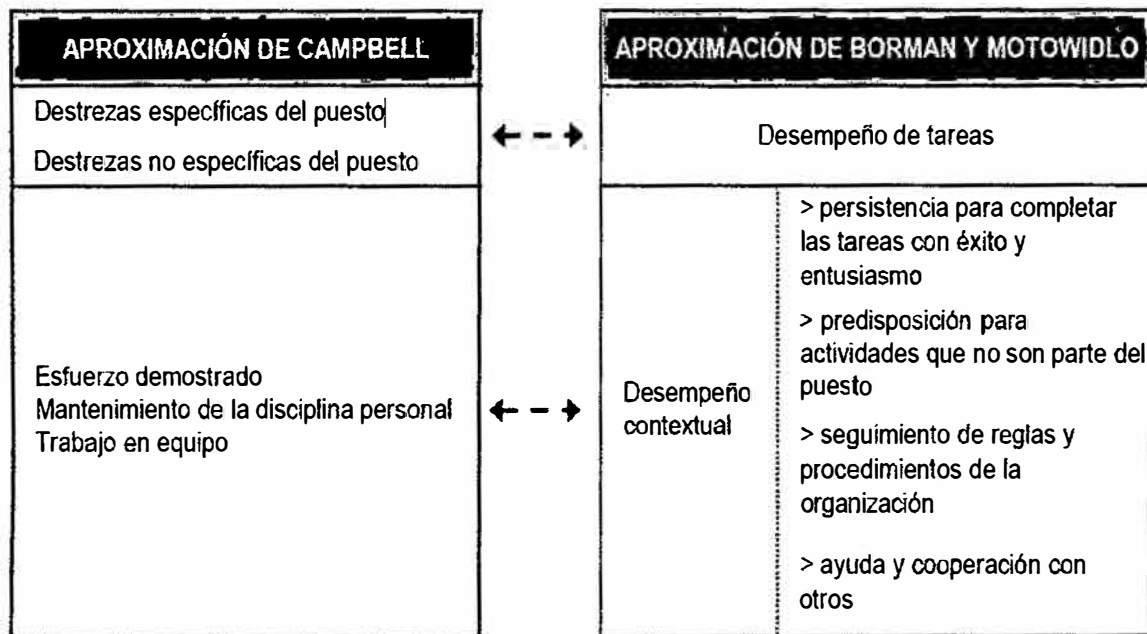 APROXIMACIÓN DE CAMPBELL
Destrezas específicas del puesto
Destrezas no específicas del puesto
Esfuerzo demostrado
Mantenimiento de la disciplina personal
Trabajo en equipo
APROXIMACIÓN DE BORMAN Y MOTOWIDLO
Desempeño de tareas
Desempeño
contextual
> persistencia para completar
las tareas con éxito y
entusiasmo
> predisposición para
actividades que no son parte del
puesto
> seguimiento de reglas y
procedimientos de la
organización
> ayuda y cooperación con
otros